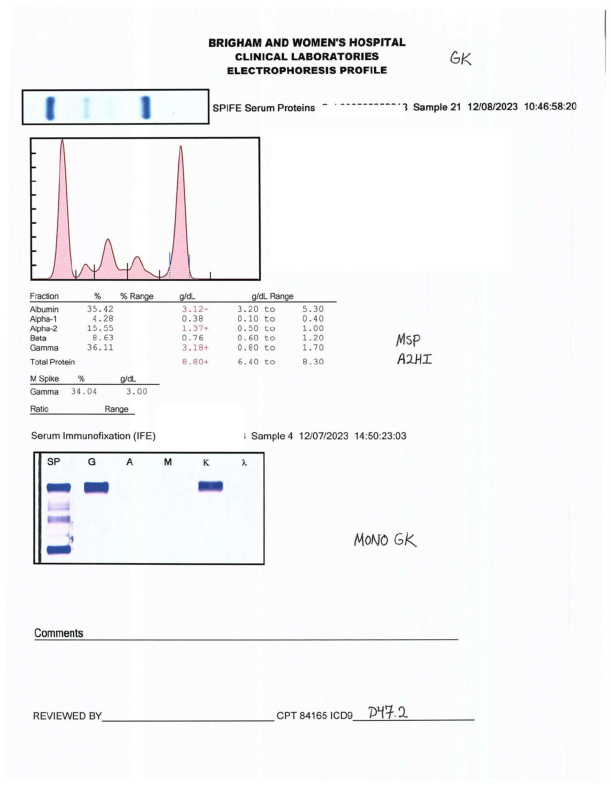 BRIGHAM AND WOMEN'S HOSPITAL
CLINICAL LABORATORIES
ELECTROPHORESIS PROFILE
GK
SPIFE Serum Proteins Sample 21 12/08/2023 10:46:58:20
Fraction % % Range g/dL g/dL Range
Albumin 35.42 3.12- 3.20 to 5.30
Alpha-1 4.28 0.38 0.10 to 0.40
Alpha-2 15.55 1.37+ 0.50 to 1.00
Beta 8.63 0.76 0.60 to 1.20
Gamma 36.11 3.18+ 0.80 to 1.70
Total Protein 8.80+ 6.40 to 8.30
MSP
A2HI
M Spike % g/dL
Gamma 34.04 3.00
Ratio Range
Serum Immunofixation (IFE) Sample 4 12/07/2023 14:50:23:03
SP G A M K λ
MONO GK
Comments
REVIEWED BY CPT 84165 ICD9 D47.2